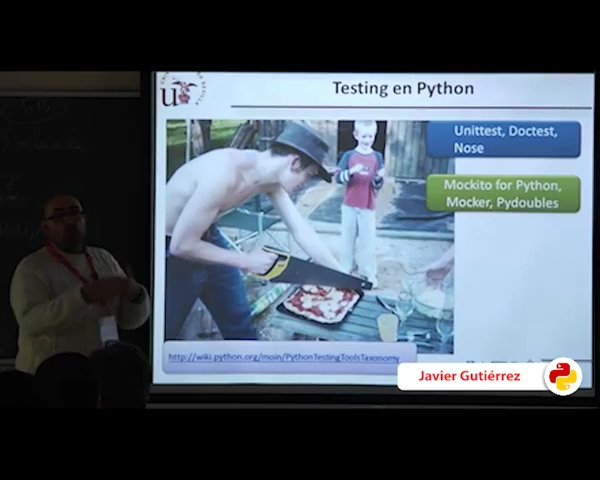 Testing en Python
Unittest, Doctest,
Nose
Mockito for Python,
Mocker, Pydoubles
http://wiki.python.org/moin/PythonTestingToolsTaxonomy
Javier Gutiérrez